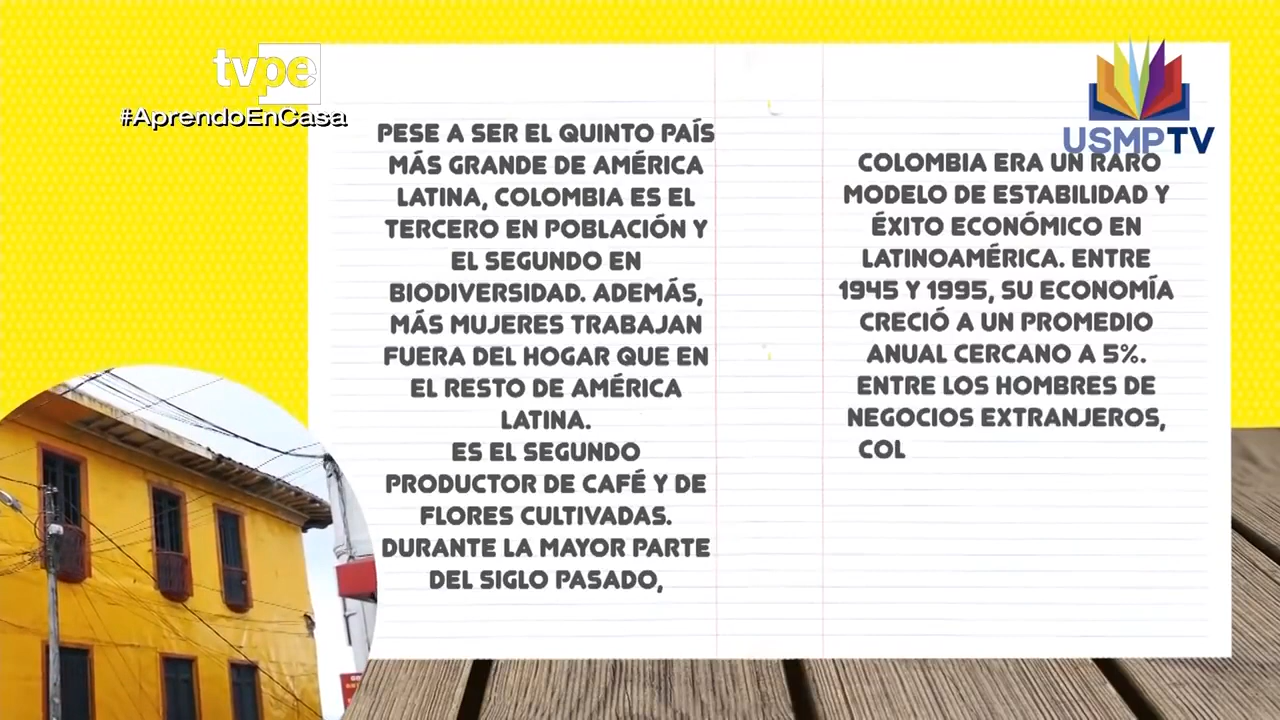 tvpe
#AprendoEnCasa
USMPTV
PESE A SER EL QUINTO PAÍS
MÁS GRANDE DE AMÉRICA
LATINA, COLOMBIA ES EL
TERCERO EN POBLACIÓN Y
EL SEGUNDO EN
BIODIVERSIDAD. ADEMÁS,
MÁS MUJERES TRABAJAN
FUERA DEL HOGAR QUE EN
EL RESTO DE AMÉRICA
LATINA.
ES EL SEGUNDO
PRODUCTOR DE CAFÉ Y DE
FLORES CULTIVADAS.
DURANTE LA MAYOR PARTE
DEL SIGLO PASADO,
COLOMBIA ERA UN RARO
MODELO DE ESTABILIDAD Y
ÉXITO ECONÓMICO EN
LATINOAMÉRICA. ENTRE
1945 Y 1995, SU ECONOMÍA
CRECIÓ A UN PROMEDIO
ANUAL CERCANO A 5%.
ENTRE LOS HOMBRES DE
NEGOCIOS EXTRANJEROS,
COL